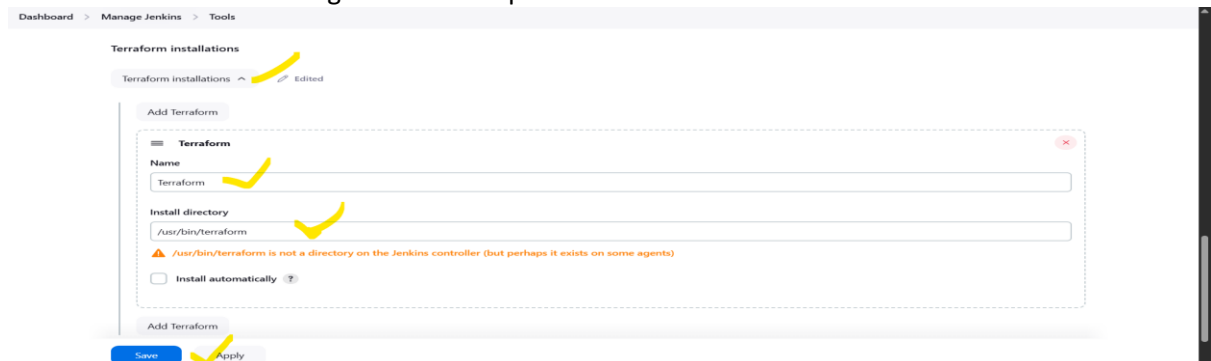 Dashboard > Manage Jenkins > Tools
Terraform installations
Terraform installations Edited
Add Terraform
Terraform
Name
Terraform
Install directory
/usr/bin/terraform
/usr/bin/terraform is not a directory on the Jenkins controller (but perhaps it exists on some agents)
Install automatically ?
Add Terraform
Save Apply